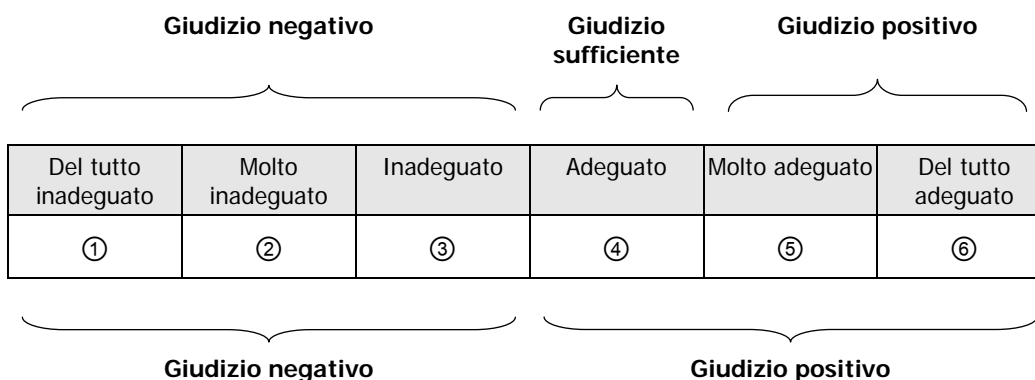 Giudizio negativo
Giudizio
sufficiente
Giudizio positivo
Del tutto
inadeguato
Molto
inadeguato
Inadeguato
Adeguato
Molto adeguato
Del tutto
adeguato
① ② ③ ④ ⑤ ⑥
Giudizio negativo
Giudizio positivo